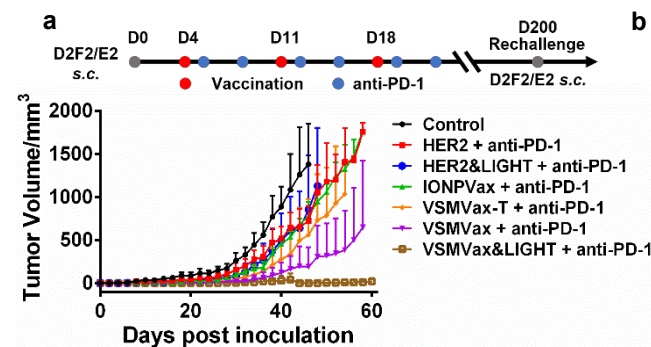 a
b
D0
D4
D11
D18
D200
Rechallenge
D2F2/E2
s.c.
D2F2/E2 s.c.
Vaccination
anti-PD-1
Tumor Volume/mm3
2000
1500
1000
500
0
0
20
40
60
Days post inoculation
Control
HER2 + anti-PD-1
HER2&LIGHT + anti-PD-1
IONPVax + anti-PD-1
VSMVax-T + anti-PD-1
VSMVax + anti-PD-1
VSMVax&LIGHT + anti-PD-1